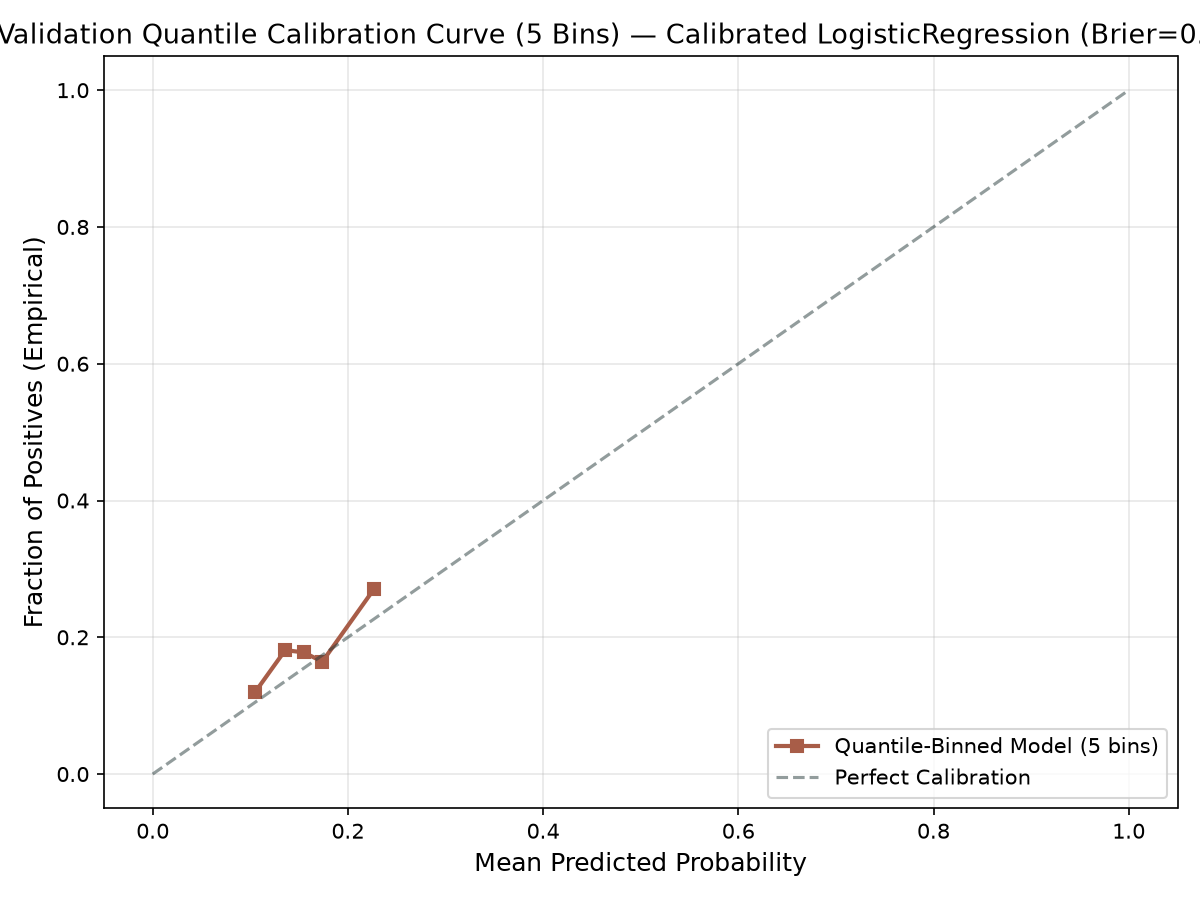 Validation Quantile Calibration Curve (5 Bins) — Calibrated LogisticRegression (Brier=0.
Fraction of Positives (Empirical)
1.0
0.8
0.6
0.4
0.2
0.0
Quantile-Binned Model (5 bins)
Perfect Calibration
0.0 0.2 0.4 0.6 0.8 1.0
Mean Predicted Probability